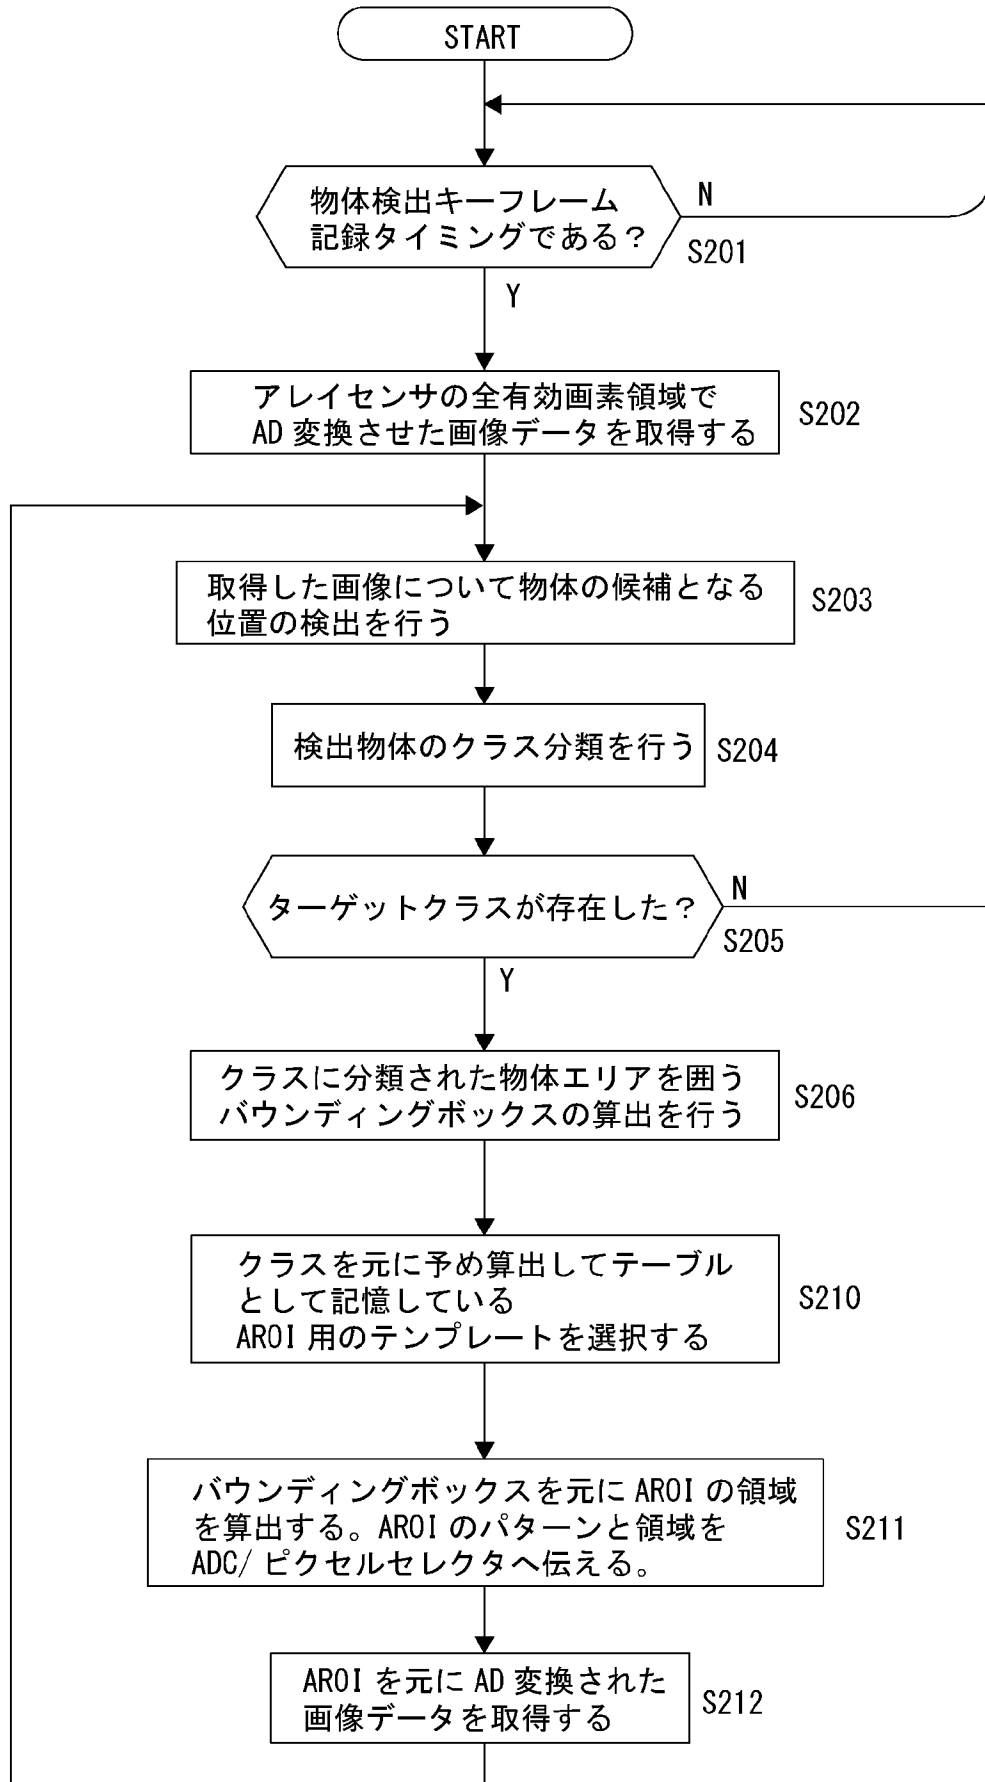 START
物体検出キーフレーム
記録タイミングである？
N
S201
Y
アレイセンサの全有効画素領域で
AD 変換させた画像データを取得する
S202
取得した画像について物体の候補となる
位置の検出を行う
S203
検出物体のクラス分類を行う
S204
ターゲットクラスが存在した？
N
S205
Y
クラスに分類された物体エリアを囲う
バウンディングボックスの算出を行う
S206
クラスを元に予め算出してテーブル
として記憶している
AROI 用のテンプレートを選択する
S210
バウンディングボックスを元に AROI の領域
を算出する。AROI のパターンと領域を
ADC/ ピクセルセレクタへ伝える。
S211
AROI を元に AD 変換された
画像データを取得する
S212